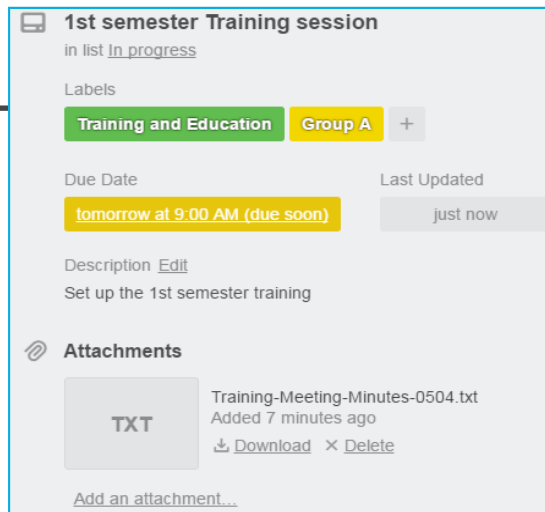 1st semester Training session
in list In progress
Labels
Training and Education Group A +
Due Date Last Updated
tomorrow at 9:00 AM (due soon) just now
Description Edit
Set up the 1st semester training
Attachments
TXT
Training-Meeting-Minutes-0504.txt
Added 7 minutes ago
Download × Delete
Add an attachment...